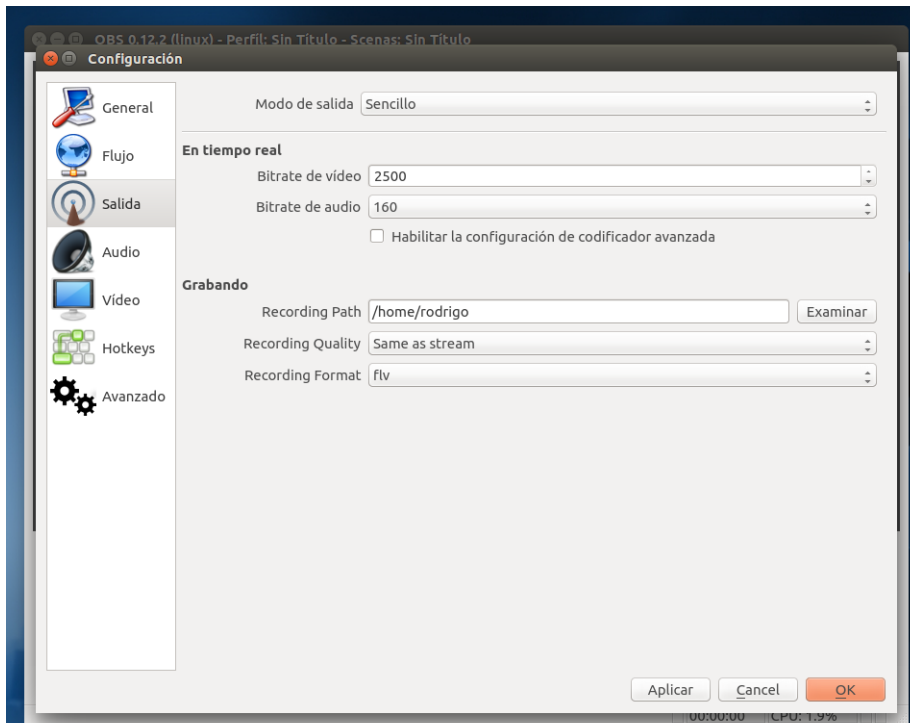 OBS 0.12.2 (linux) - Perfil: Sin Título - Scenas: Sin Título
Configuración
General
Flujo
Salida
Audio
Vídeo
Hotkeys
Avanzado
Modo de salida Sencillo
En tiempo real
Bitrate de vídeo 2500
Bitrate de audio 160
Habilitar la configuración de codificador avanzada
Grabando
Recording Path /home/rodrigo Examinar
Recording Quality Same as stream
Recording Format flv
Aplicar Cancel OK
00:00:00 CPU: 1.9%